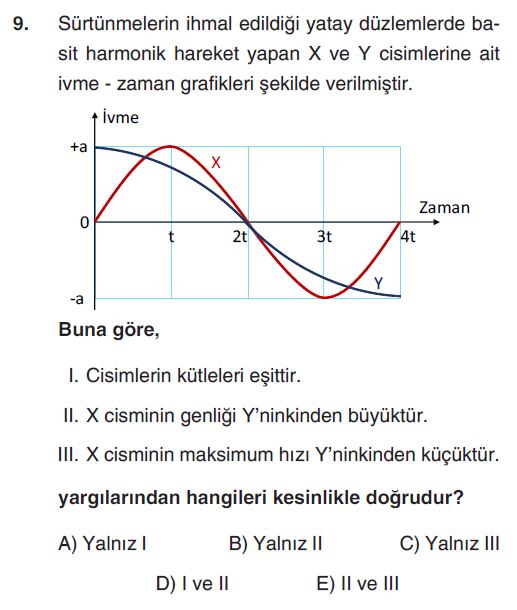 9. Sürtünmelerin ihmal edildiği yatay düzlemlerde ba-
sit harmonik hareket yapan X ve Y cisimlerine ait
ivme - zaman grafikleri şekilde verilmiştir.
İvme
+a
X
Zaman
0
t 2t 3t 4t
Y
-a
Buna göre,
I. Cisimlerin kütleleri eşittir.
II. X cisminin genliği Y’ninkinden büyüktür.
III. X cisminin maksimum hızı Y’ninkinden küçüktür.
yargılarından hangileri kesinlikle doğrudur?
A) Yalnız I B) Yalnız II C) Yalnız III
D) I ve II E) II ve III